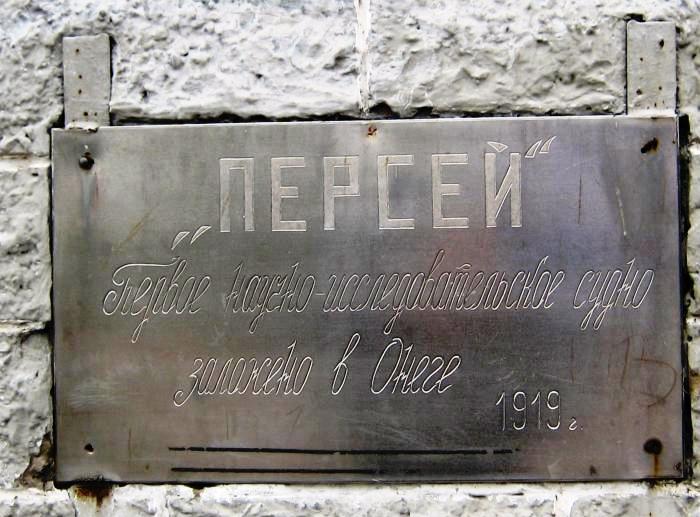 „ПЕРСЕЙ“
Первое научно-исследовательское судно
заложено в Онеге
1919 г.